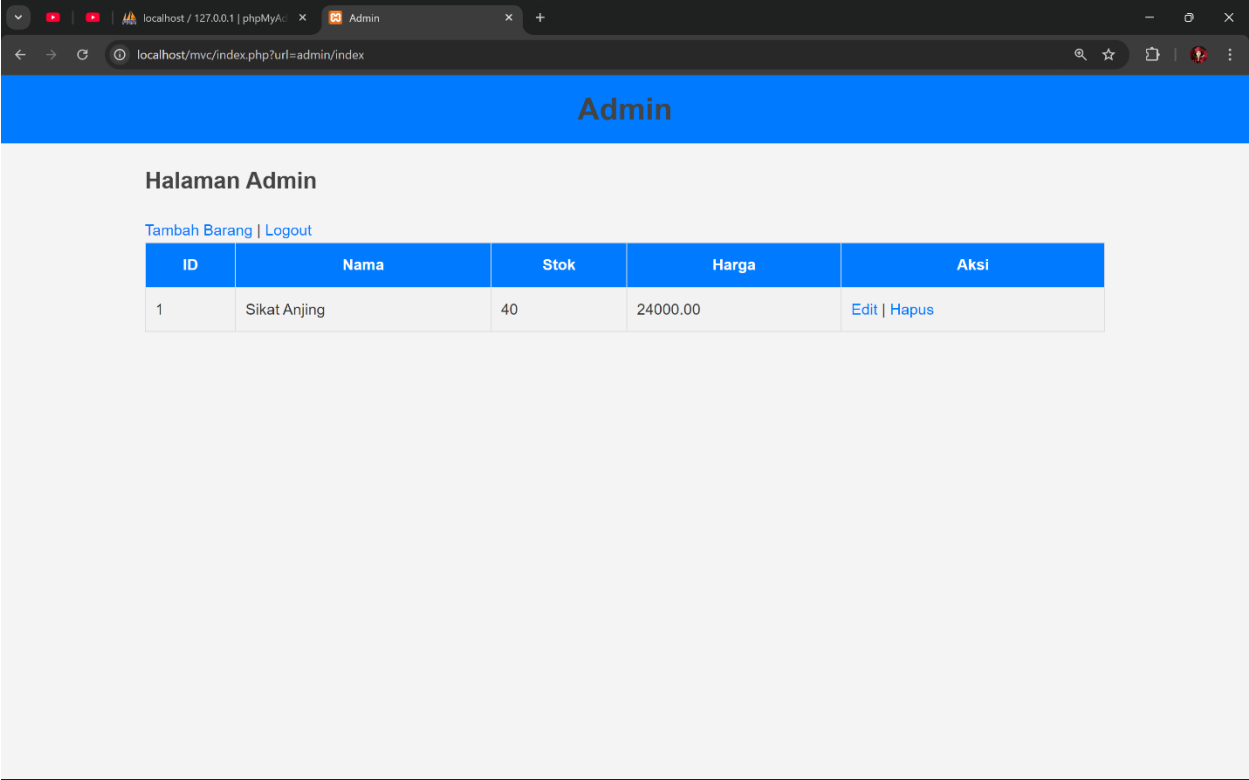 localhost / 127.0.0.1 | phpMyAd
Admin
localhost/mvc/index.php?url=admin/index
Admin
Halaman Admin
Tambah Barang | Logout
ID Nama Stok Harga Aksi
1 Sikat Anjing 40 24000.00 Edit | Hapus